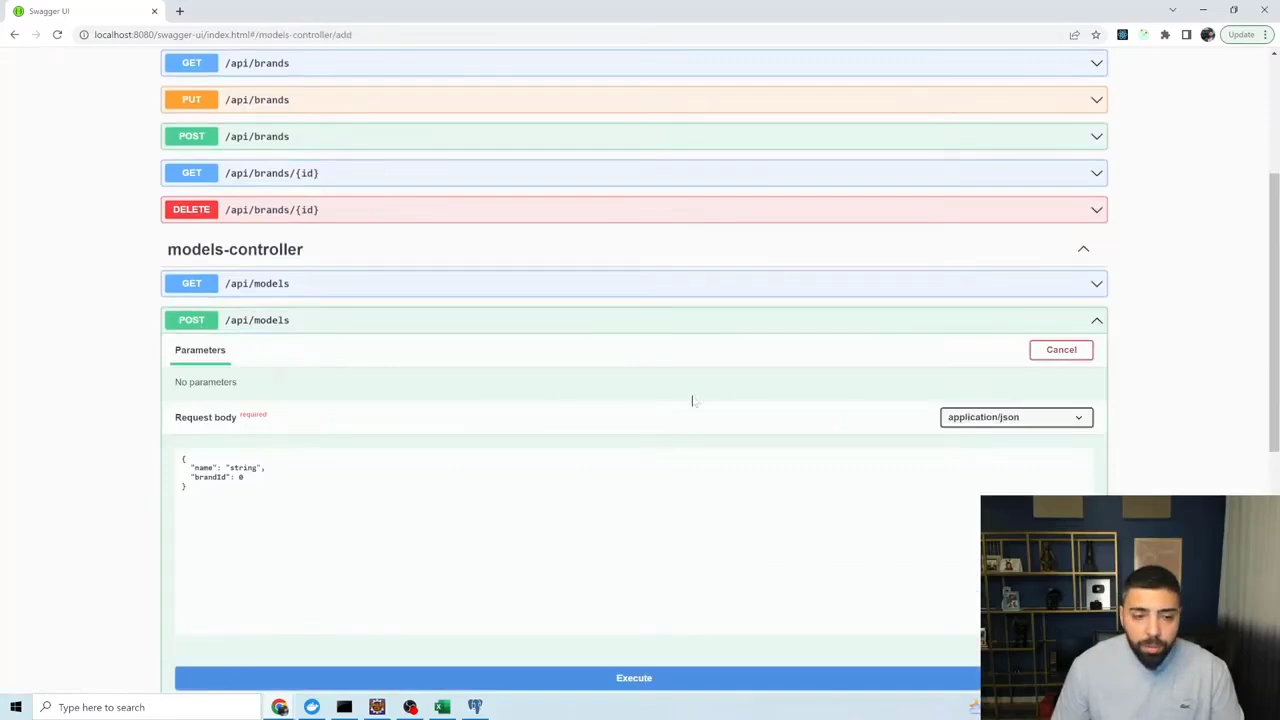 Swagger UI
localhost:8080/swagger-ui/index.html#/models-controller/add
Update
GET /api/brands
PUT /api/brands
POST /api/brands
GET /api/brands/{id}
DELETE /api/brands/{id}
models-controller
GET /api/models
POST /api/models
Parameters
Cancel
No parameters
Request body required
application/json
{
"name": "string",
"brandId": 0
}
Execute
Type here to search